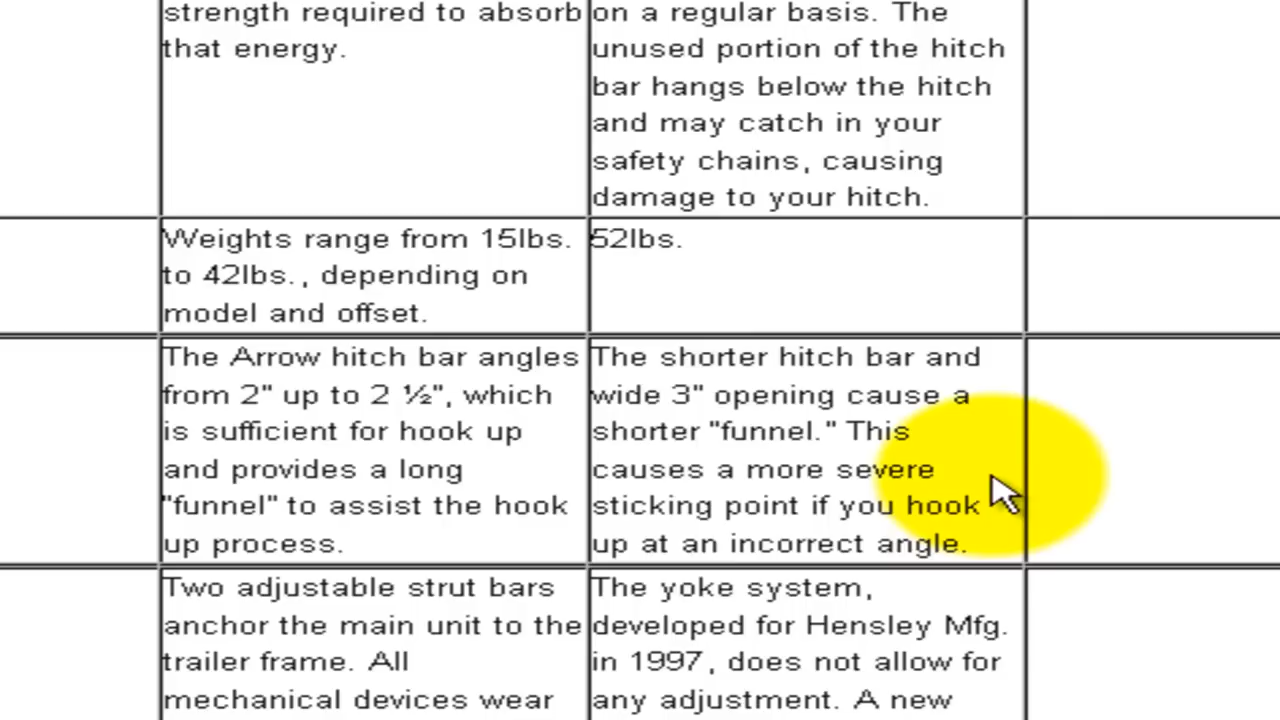 strength required to absorb
that energy.
on a regular basis. The
unused portion of the hitch
bar hangs below the hitch
and may catch in your
safety chains, causing
damage to your hitch.
Weights range from 15lbs.
to 42lbs., depending on
model and offset.
52lbs.
The Arrow hitch bar angles
from 2" up to 2 ½", which
is sufficient for hook up
and provides a long
"funnel" to assist the hook
up process.
The shorter hitch bar and
wide 3" opening cause a
shorter "funnel." This
causes a more severe
sticking point if you hook
up at an incorrect angle.
Two adjustable strut bars
anchor the main unit to the
trailer frame. All
mechanical devices wear
The yoke system,
developed for Hensley Mfg.
in 1997, does not allow for
any adjustment. A new